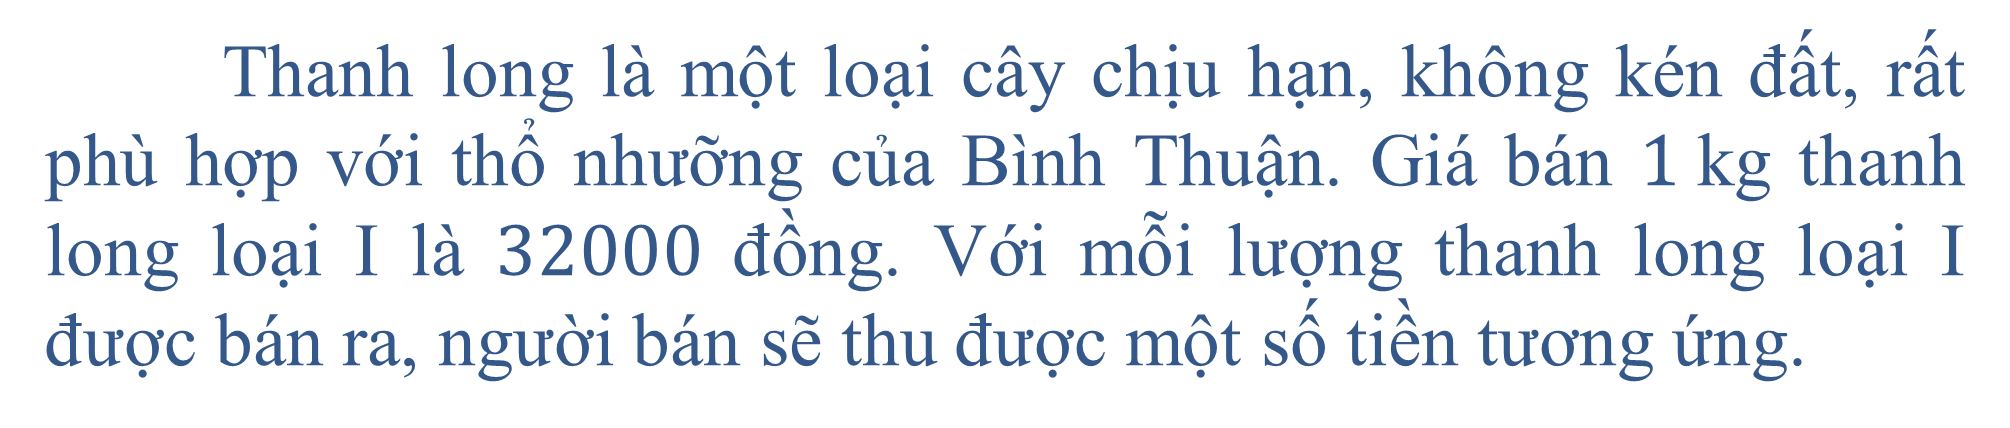 Thanh long là một loại cây chịu hạn, không kén đất, rất
phù hợp với thổ nhưỡng của Bình Thuận. Giá bán 1 kg thanh
long loại I là 32000 đồng. Với mỗi lượng thanh long loại I
được bán ra, người bán sẽ thu được một số tiền tương ứng.